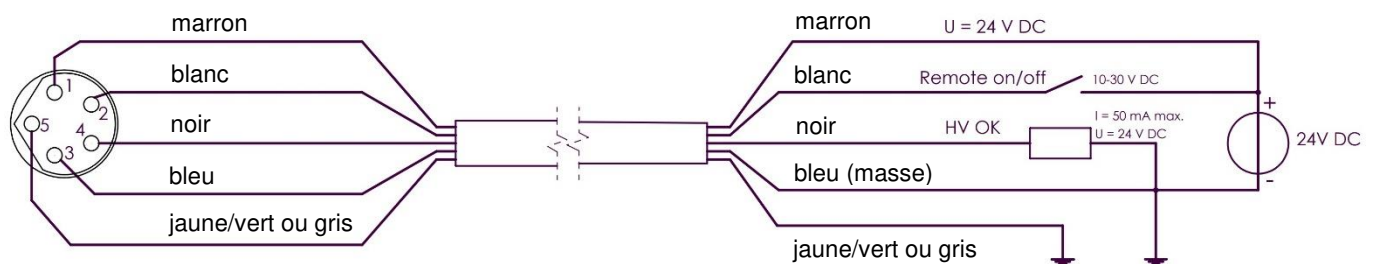 marron
blanc
noir
bleu
jaune/vert ou gris
1
2
5
4
3
marron
U = 24 V DC
blanc
Remote on/off
10-30 V DC
noir
HV OK
I = 50 mA max.
U = 24 V DC
bleu (masse)
jaune/vert ou gris
+
24V DC
-